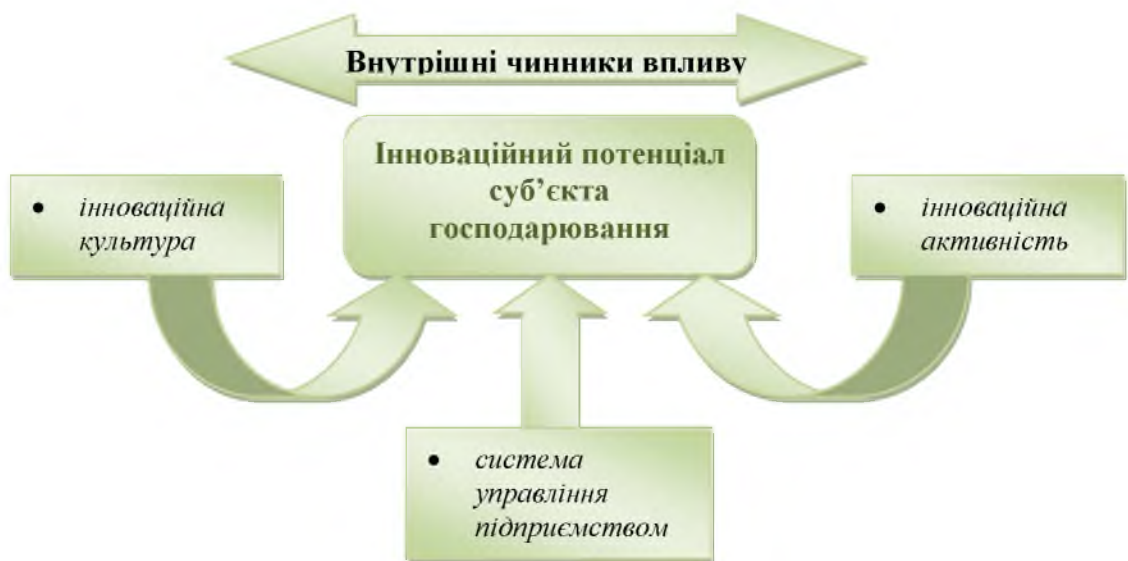 Внутрішні чинники впливу
Інноваційний потенціал
суб’єкта
господарювання
• інноваційна
культура
• інноваційна
активність
• система
управління
підприємством